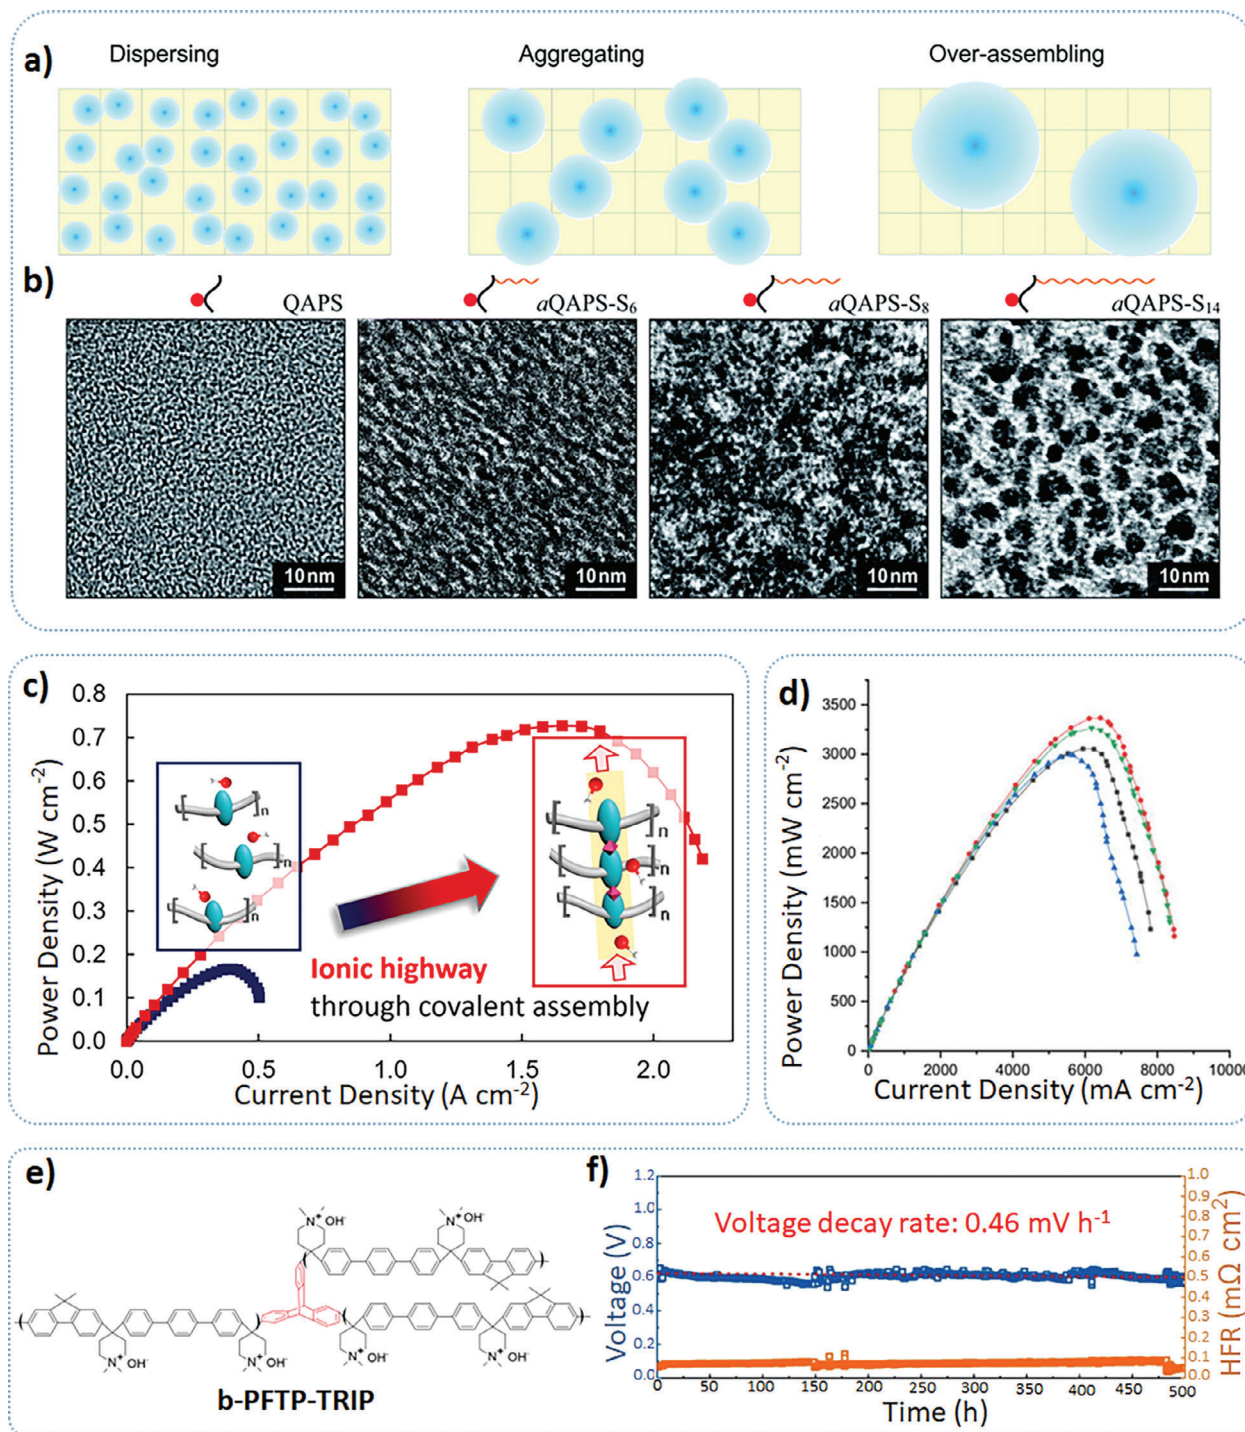 a)
Dispersing
Aggregating
Over-assembling
b)
QAPS
aQAPS-S6
aQAPS-S8
aQAPS-S14
10 nm
10 nm
10 nm
10 nm
c)
Power Density (W cm-2)
0.8
0.7
0.6
0.5
0.4
0.3
0.2
0.1
0.0
n
n
n
n
n
n
Ionic highway
through covalent assembly
0.0
0.5
1.0
1.5
2.0
Current Density (A cm-2)
d)
Power Density (mW cm-2)
3500
3000
2500
2000
1500
1000
500
0
0
2000
4000
6000
8000
10000
Current Density (mA cm-2)
e)
N+ OH-
N+ OH-
N+ OH-
N+ OH-
N+ OH-
N+ OH-
b-PFTP-TRIP
f)
Voltage (V)
1.2
1.0
0.8
0.6
0.4
0.2
0.0
Voltage decay rate: 0.46 mV h-1
1.0
0.9
0.8
0.7
0.6
0.5
0.4
0.3
0.2
0.1
0.0
HFR (mΩ cm2)
0
50
100
150
200
250
300
350
400
450
500
Time (h)